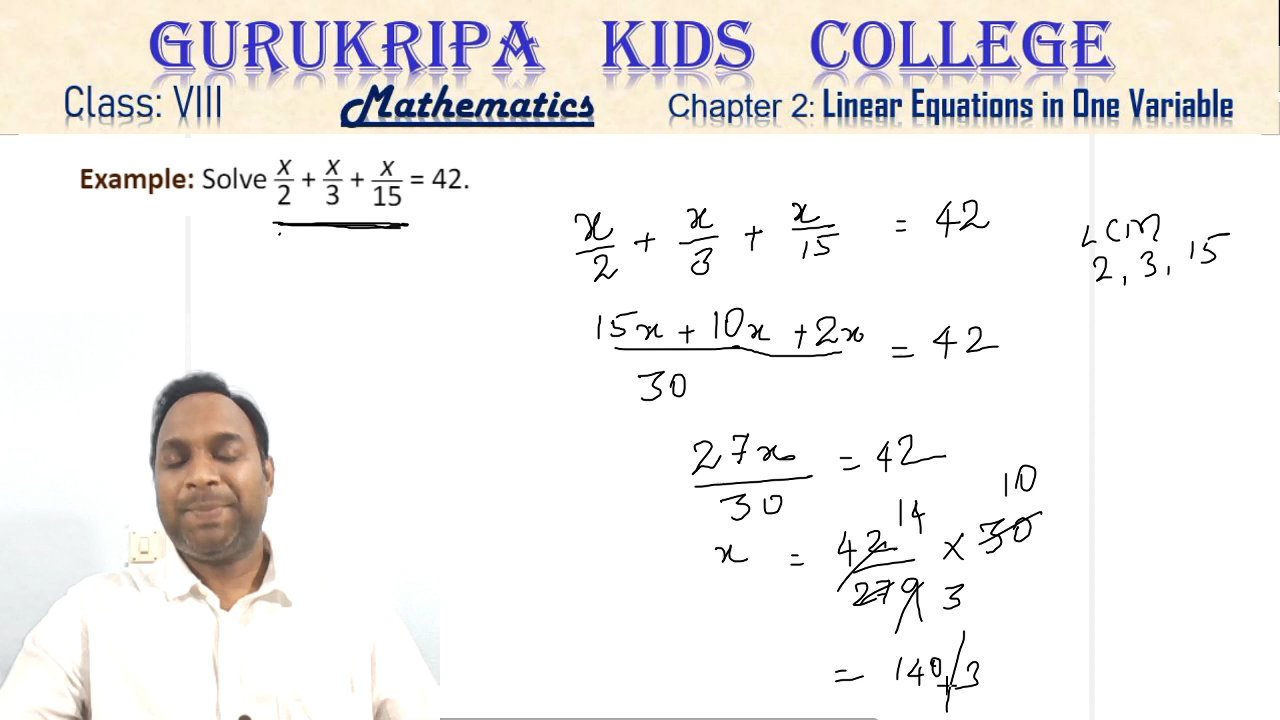 GURUKRIPA KIDS COLLEGE
Class: VIII Mathematics Chapter 2: Linear Equations in One Variable
Example: Solve x/2 + x/3 + x/15 = 42.
x/2 + x/3 + x/15 = 42
LCM
2, 3, 15
15x + 10x + 2x / 30 = 42
27x/30 = 42
14 10
x = 42/27 × 30
9 3
= 140/3